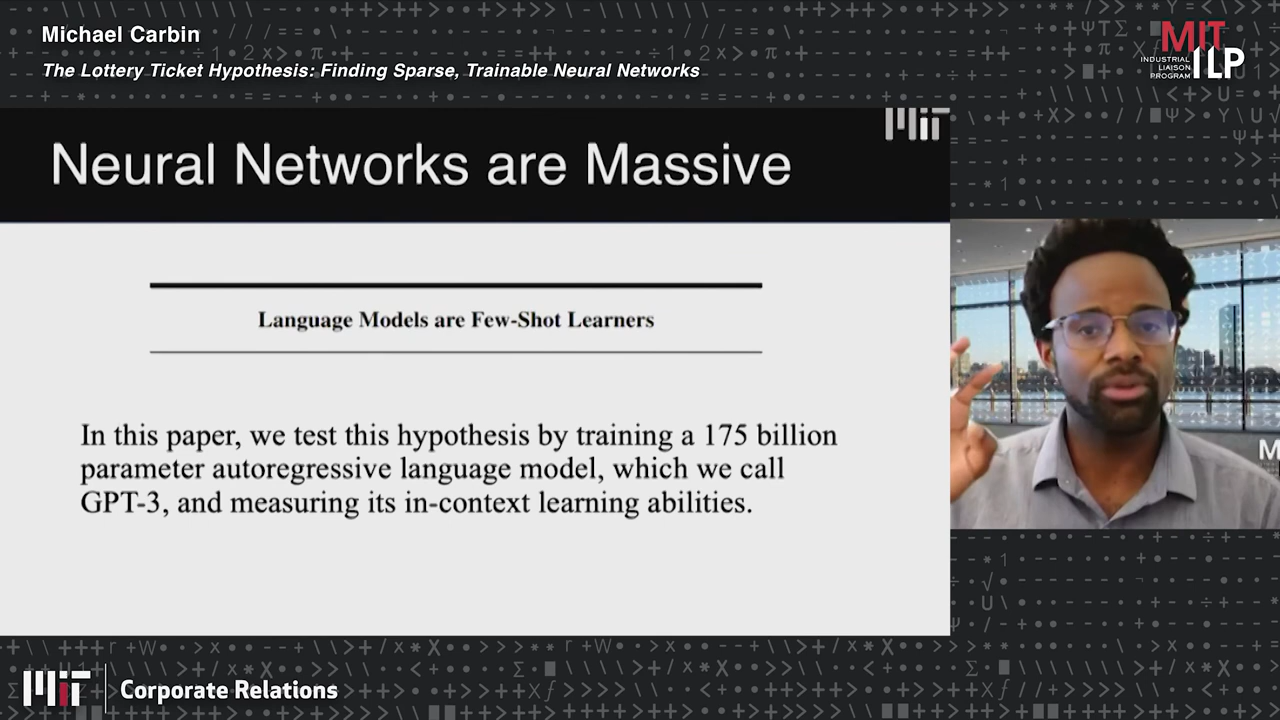 Michael Carbin
The Lottery Ticket Hypothesis: Finding Sparse, Trainable Neural Networks
MIT
INDUSTRIAL
LIAISON
PROGRAM
ILP
MIT
Neural Networks are Massive
Language Models are Few-Shot Learners
In this paper, we test this hypothesis by training a 175 billion
parameter autoregressive language model, which we call
GPT-3, and measuring its in-context learning abilities.
M
MIT
Corporate Relations